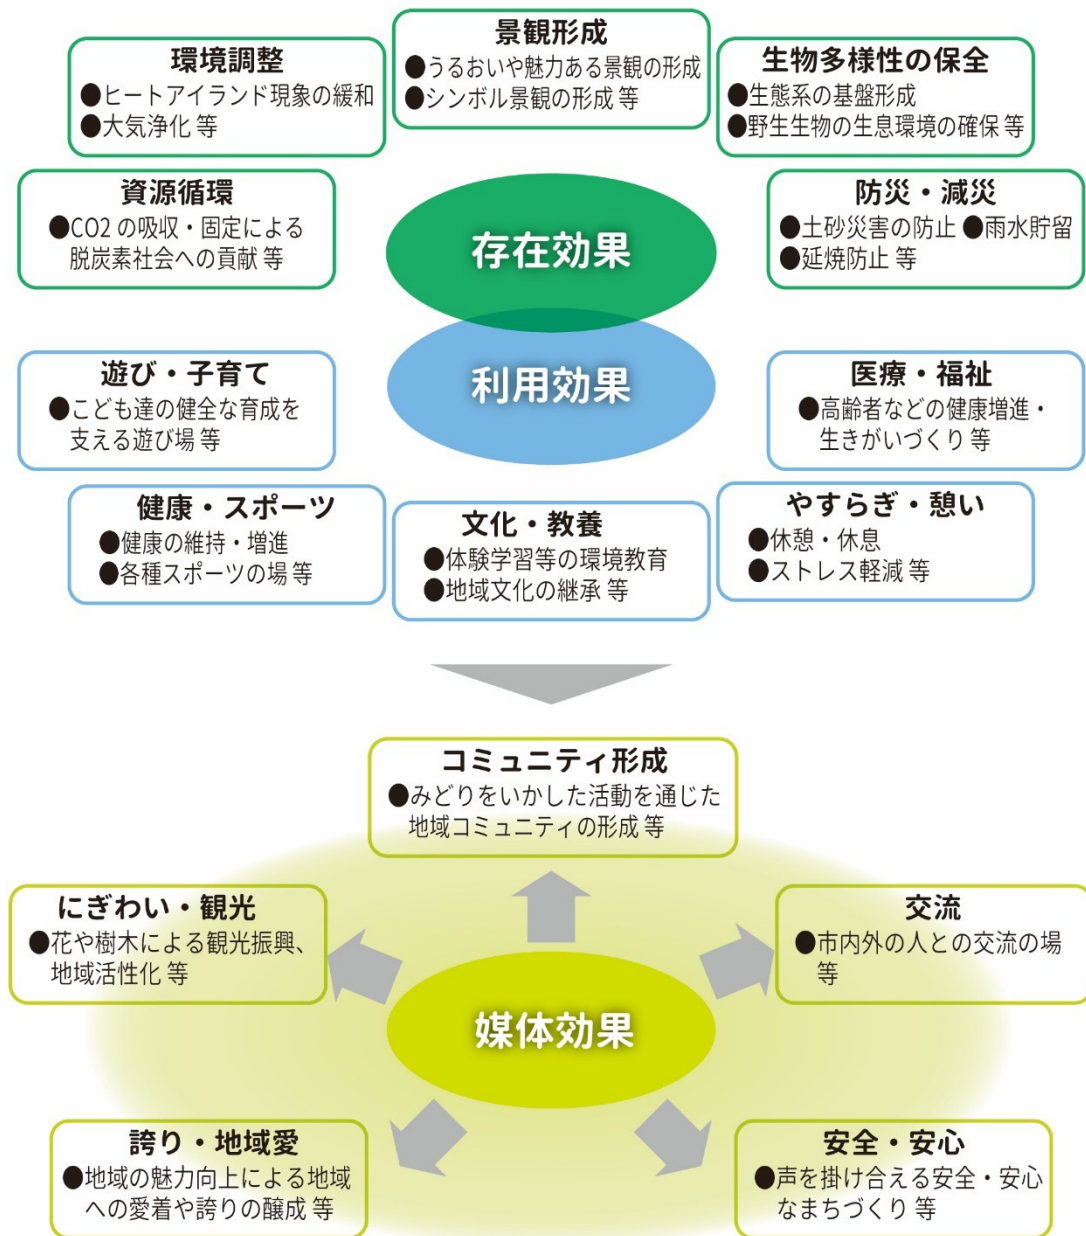 環境調整
●ヒートアイランド現象の緩和
●大気浄化 等
景観形成
●うるおいや魅力ある景観の形成
●シンボル景観の形成 等
生物多様性の保全
●生態系の基盤形成
●野生生物の生息環境の確保 等
資源循環
●CO2 の吸収・固定による
脱炭素社会への貢献 等
存在効果
防災・減災
●土砂災害の防止 ●雨水貯留
●延焼防止 等
遊び・子育て
●こども達の健全な育成を
支える遊び場 等
利用効果
医療・福祉
●高齢者などの健康増進・
生きがいづくり 等
健康・スポーツ
●健康の維持・増進
●各種スポーツの場 等
文化・教養
●体験学習等の環境教育
●地域文化の継承 等
やすらぎ・憩い
●休憩・休息
●ストレス軽減 等
コミュニティ形成
●みどりをいかした活動を通じた
地域コミュニティの形成 等
にぎわい・観光
●花や樹木による観光振興、
地域活性化 等
交流
●市内外の人との交流の場
等
媒体効果
誇り・地域愛
●地域の魅力向上による地域
への愛着や誇りの醸成 等
安全・安心
●声を掛け合える安全・安心
なまちづくり 等